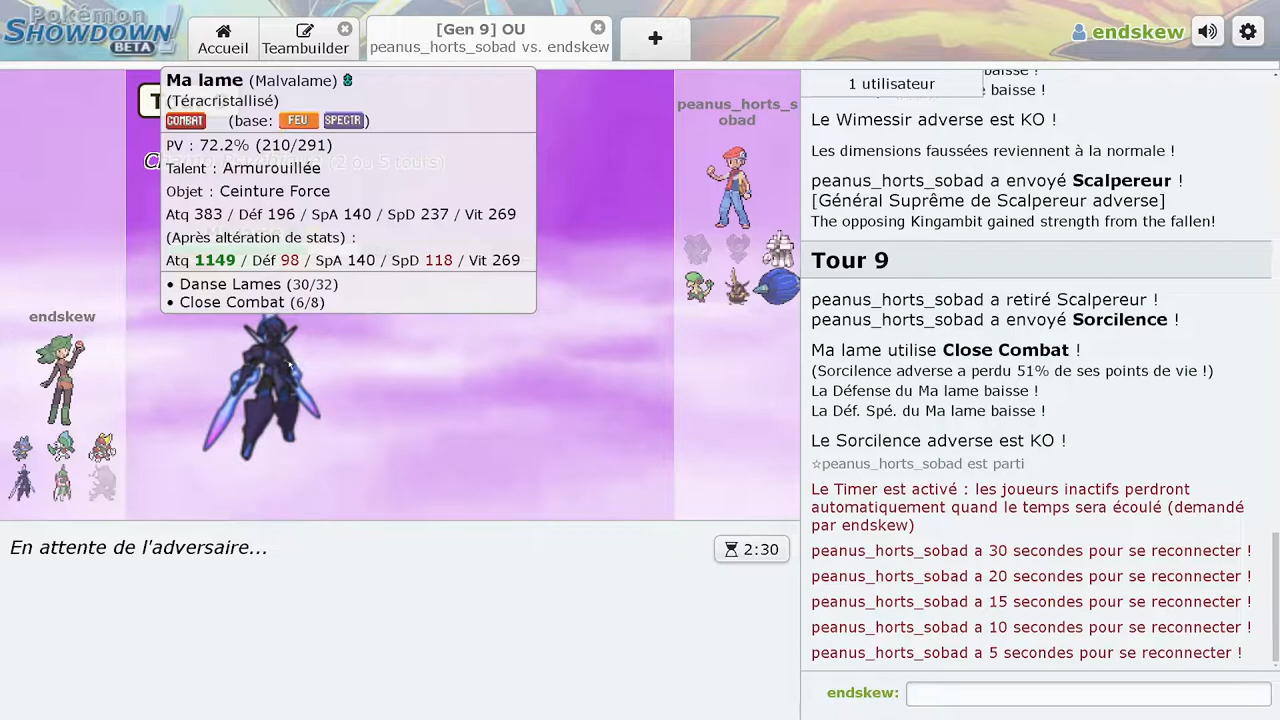 Pokémon
SHOWDOWN!
BETA
Accueil
Teambuilder
[Gen 9] OU
peanus_horts_sobad vs. endskew
+
endskew
Ma lame (Malvalame)
(Téracristallisé)
COMBAT (base: FEU SPECTR)
PV : 72.2% (210/291)
Talent : Armurouillée
Objet : Ceinture Force
Atq 383 / Déf 196 / SpA 140 / SpD 237 / Vit 269
(Après altération de stats) :
Atq 1149 / Déf 98 / SpA 140 / SpD 118 / Vit 269
• Danse Lames (30/32)
• Close Combat (6/8)
(2 ou 5 tours)
endskew
peanus_horts_s
obad
En attente de l'adversaire...
2:30
1 utilisateur
baisse !
baisse !
Le Wimessir adverse est KO !
Les dimensions faussées reviennent à la normale !
peanus_horts_sobad a envoyé Scalpereur !
[Général Suprême de Scalpereur adverse]
The opposing Kingambit gained strength from the fallen!
Tour 9
peanus_horts_sobad a retiré Scalpereur !
peanus_horts_sobad a envoyé Sorcilence !
Ma lame utilise Close Combat !
(Sorcilence adverse a perdu 51% de ses points de vie !)
La Défense du Ma lame baisse !
La Déf. Spé. du Ma lame baisse !
Le Sorcilence adverse est KO !
☆peanus_horts_sobad est parti
Le Timer est activé : les joueurs inactifs perdront
automatiquement quand le temps sera écoulé (demandé
par endskew)
peanus_horts_sobad a 30 secondes pour se reconnecter !
peanus_horts_sobad a 20 secondes pour se reconnecter !
peanus_horts_sobad a 15 secondes pour se reconnecter !
peanus_horts_sobad a 10 secondes pour se reconnecter !
peanus_horts_sobad a 5 secondes pour se reconnecter !
endskew: